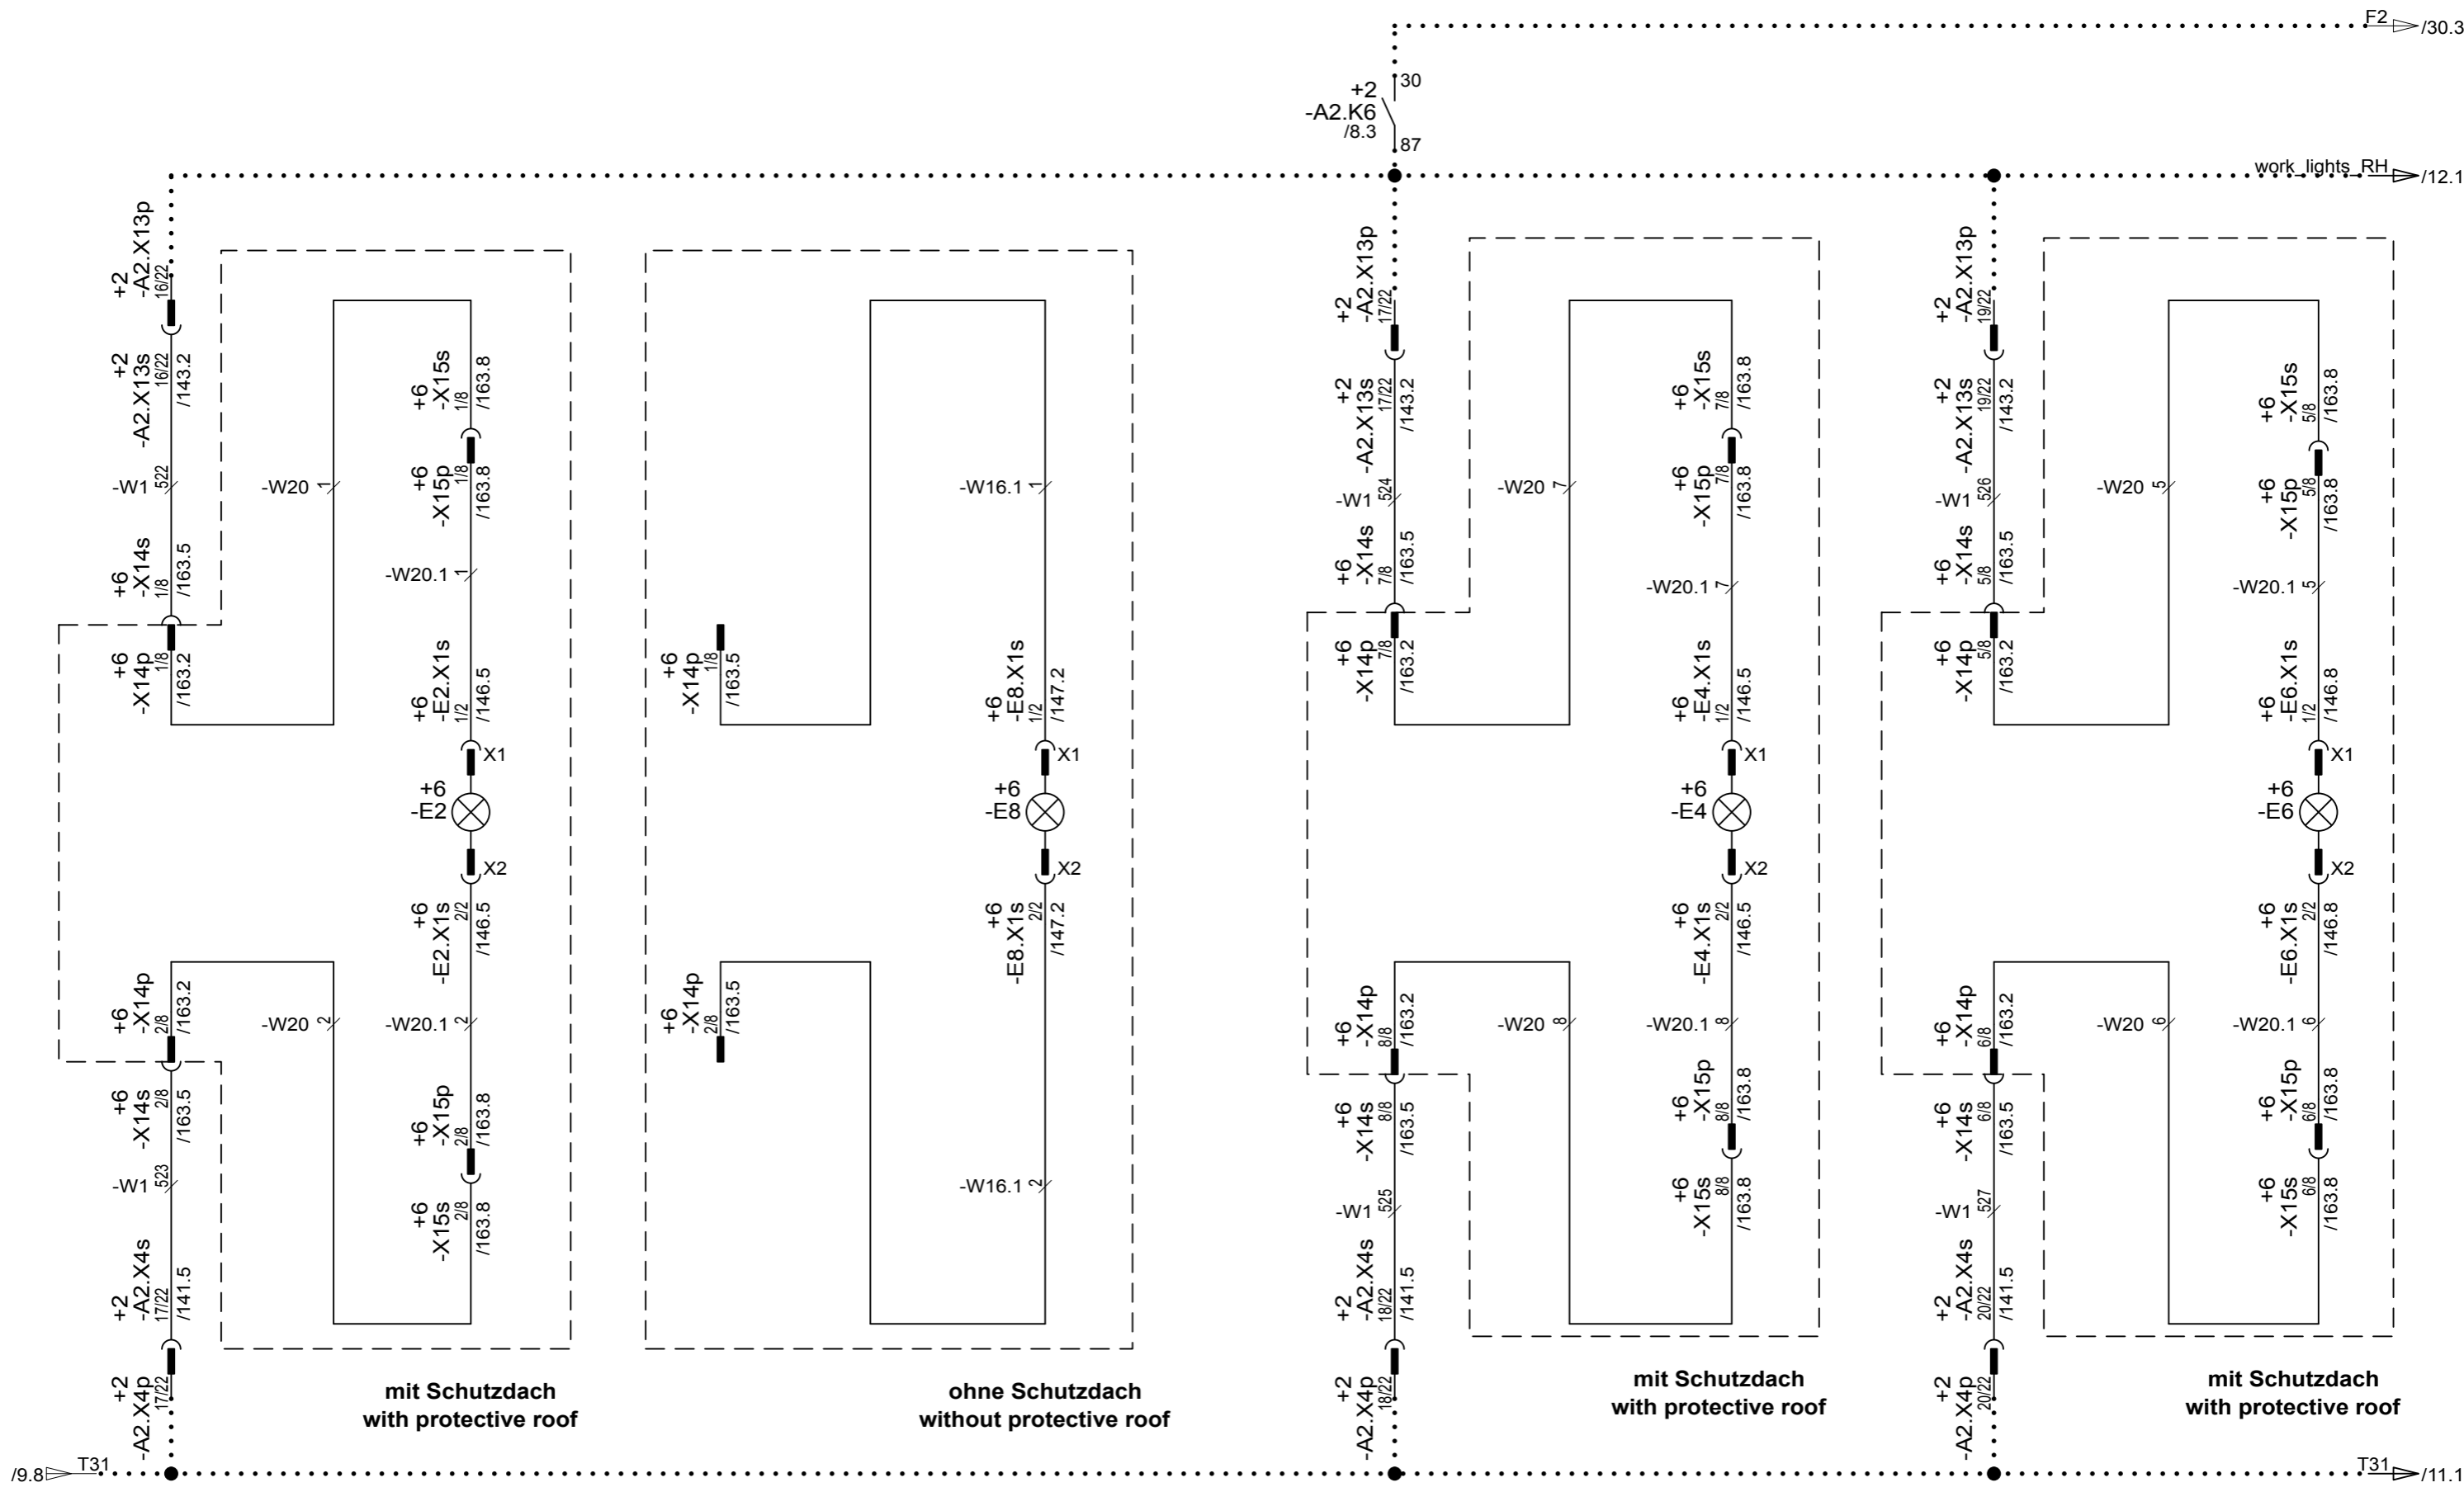 F2
/30.3
+2
-A2.K6
/8.3
30
87
work lights RH
/12.1
+2
-A2.X13p
16/22
+2
-A2.X13s
16/22
/143.2
-W1
522
+6
-X14s
1/8
/163.5
+6
-X14p
1/8
/163.2
-W20
1
+6
-X15s
1/8
/163.8
+6
-X15p
1/8
/163.8
-W20.1
1
+6
-E2.X1s
1/2
/146.5
X1
+6
-E2
X2
+6
-E2.X1s
2/2
/146.5
+6
-X14p
2/8
/163.2
-W20
2
-W20.1
2
+6
-X14s
2/8
/163.5
-W1
523
+6
-X15p
2/8
/163.8
+6
-X15s
2/8
/163.8
+2
-A2.X4s
17/22
/141.5
+2
-A2.X4p
17/22
mit Schutzdach
with protective roof
-W16.1
1
+6
-X14p
1/8
/163.5
+6
-E8.X1s
1/2
/147.2
X1
+6
-E8
X2
+6
-E8.X1s
2/2
/147.2
+6
-X14p
2/8
/163.5
-W16.1
2
ohne Schutzdach
without protective roof
+2
-A2.X13p
17/22
+2
-A2.X13s
17/22
/143.2
-W1
524
+6
-X14s
7/8
/163.5
+6
-X14p
7/8
/163.2
-W20
7
+6
-X15s
7/8
/163.8
+6
-X15p
7/8
/163.8
-W20.1
7
+6
-E4.X1s
1/2
/146.5
X1
+6
-E4
X2
+6
-E4.X1s
2/2
/146.5
+6
-X14p
8/8
/163.2
-W20
8
-W20.1
8
+6
-X14s
8/8
/163.5
-W1
525
+6
-X15p
8/8
/163.8
+6
-X15s
8/8
/163.8
+2
-A2.X4s
18/22
/141.5
+2
-A2.X4p
18/22
mit Schutzdach
with protective roof
+2
-A2.X13p
19/22
+2
-A2.X13s
19/22
/143.2
-W1
526
+6
-X14s
5/8
/163.5
+6
-X14p
5/8
/163.2
-W20
5
+6
-X15s
5/8
/163.8
+6
-X15p
5/8
/163.8
-W20.1
5
+6
-E6.X1s
1/2
/146.8
X1
+6
-E6
X2
+6
-E6.X1s
2/2
/146.8
+6
-X14p
6/8
/163.2
-W20
6
-W20.1
6
+6
-X14s
6/8
/163.5
-W1
527
+6
-X15p
6/8
/163.8
+6
-X15s
6/8
/163.8
+2
-A2.X4s
20/22
/141.5
+2
-A2.X4p
20/22
mit Schutzdach
with protective roof
/9.8
T31
T31
/11.1